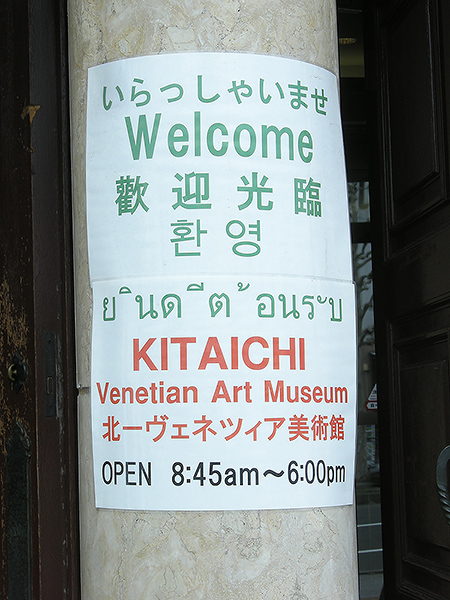 いらっしゃいませ
Welcome
歡迎光臨
환영
ยินดีต้อนระบ
KITAICHI
Venetian Art Museum
北一ヴェネツィア美術館
OPEN 8:45am～6:00pm